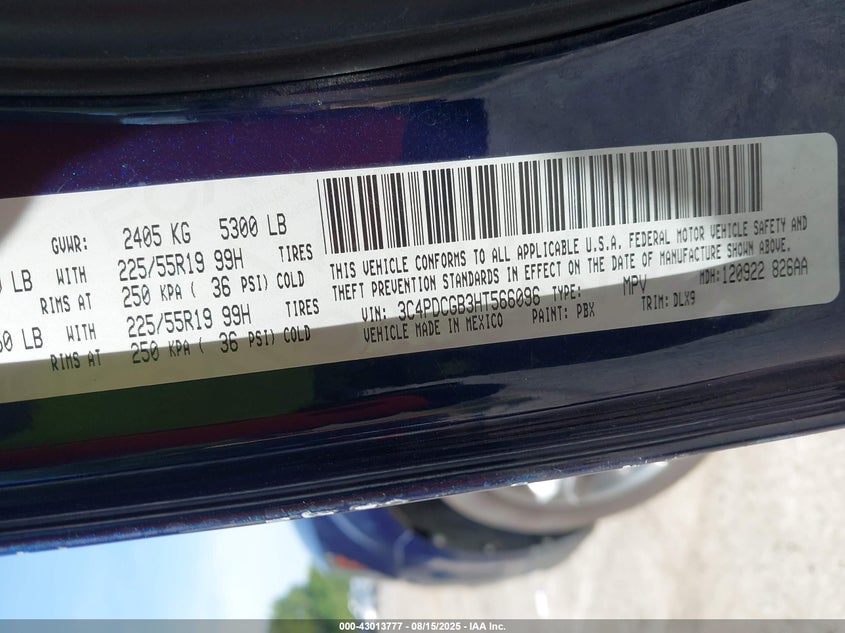 GVWR: 2405 KG 5300 LB
LB WITH 225/55R19 99H TIRES
RIMS AT 250 KPA ( 36 PSI) COLD
LB WITH 225/55R19 99H TIRES
RIMS AT 250 KPA ( 36 PSI) COLD
THIS VEHICLE CONFORMS TO ALL APPLICABLE U.S.A. FEDERAL MOTOR VEHICLE SAFETY AND
THEFT PREVENTION STANDARDS IN EFFECT ON THE DATE OF MANUFACTURE SHOWN ABOVE.
VIN: 3C4PDCGB3HT566096 TYPE: MPV MDH: 120922 826AA
VEHICLE MADE IN MEXICO PAINT: PBX TRIM: DLX9
000-43013777 - 08/15/2025 - IAA Inc.